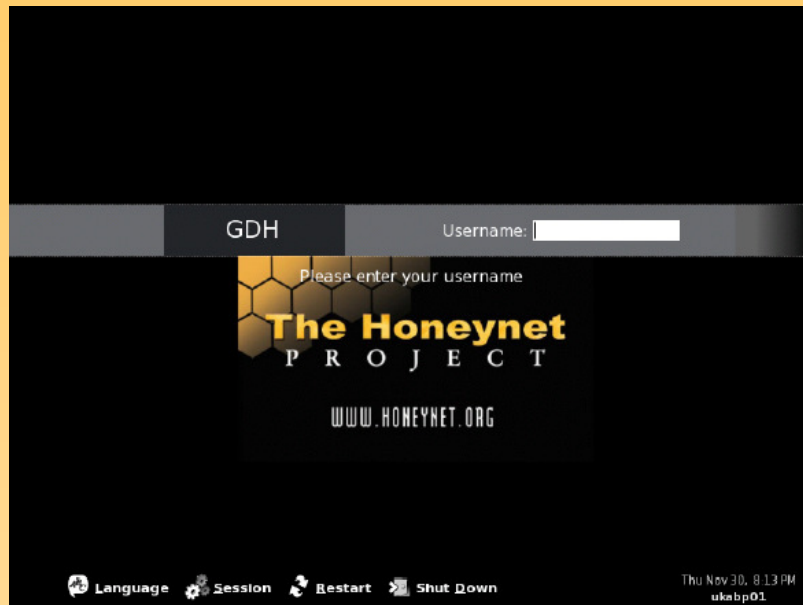 GDH
Username:
Please enter your username
The Honeynet
PROJECT
WWW.HONEYNET.ORG
Language Session Restart Shut Down
Thu Nov 30, 8:13 PM
ukabp01